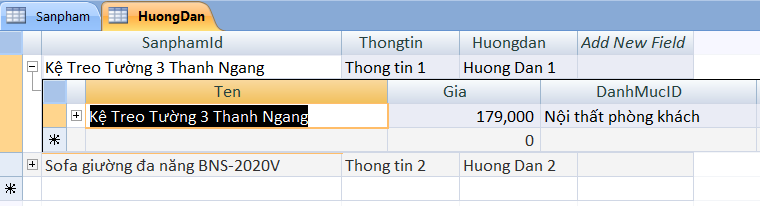 Sanpham HuongDan
SanphamId Thongtin Huongdan Add New Field
Kệ Treo Tường 3 Thanh Ngang Thong tin 1 Huong Dan 1
Ten Gia DanhMucID
Kệ Treo Tường 3 Thanh Ngang 179,000 Nội thất phòng khách
0
Sofa giường đa năng BNS-2020V Thong tin 2 Huong Dan 2